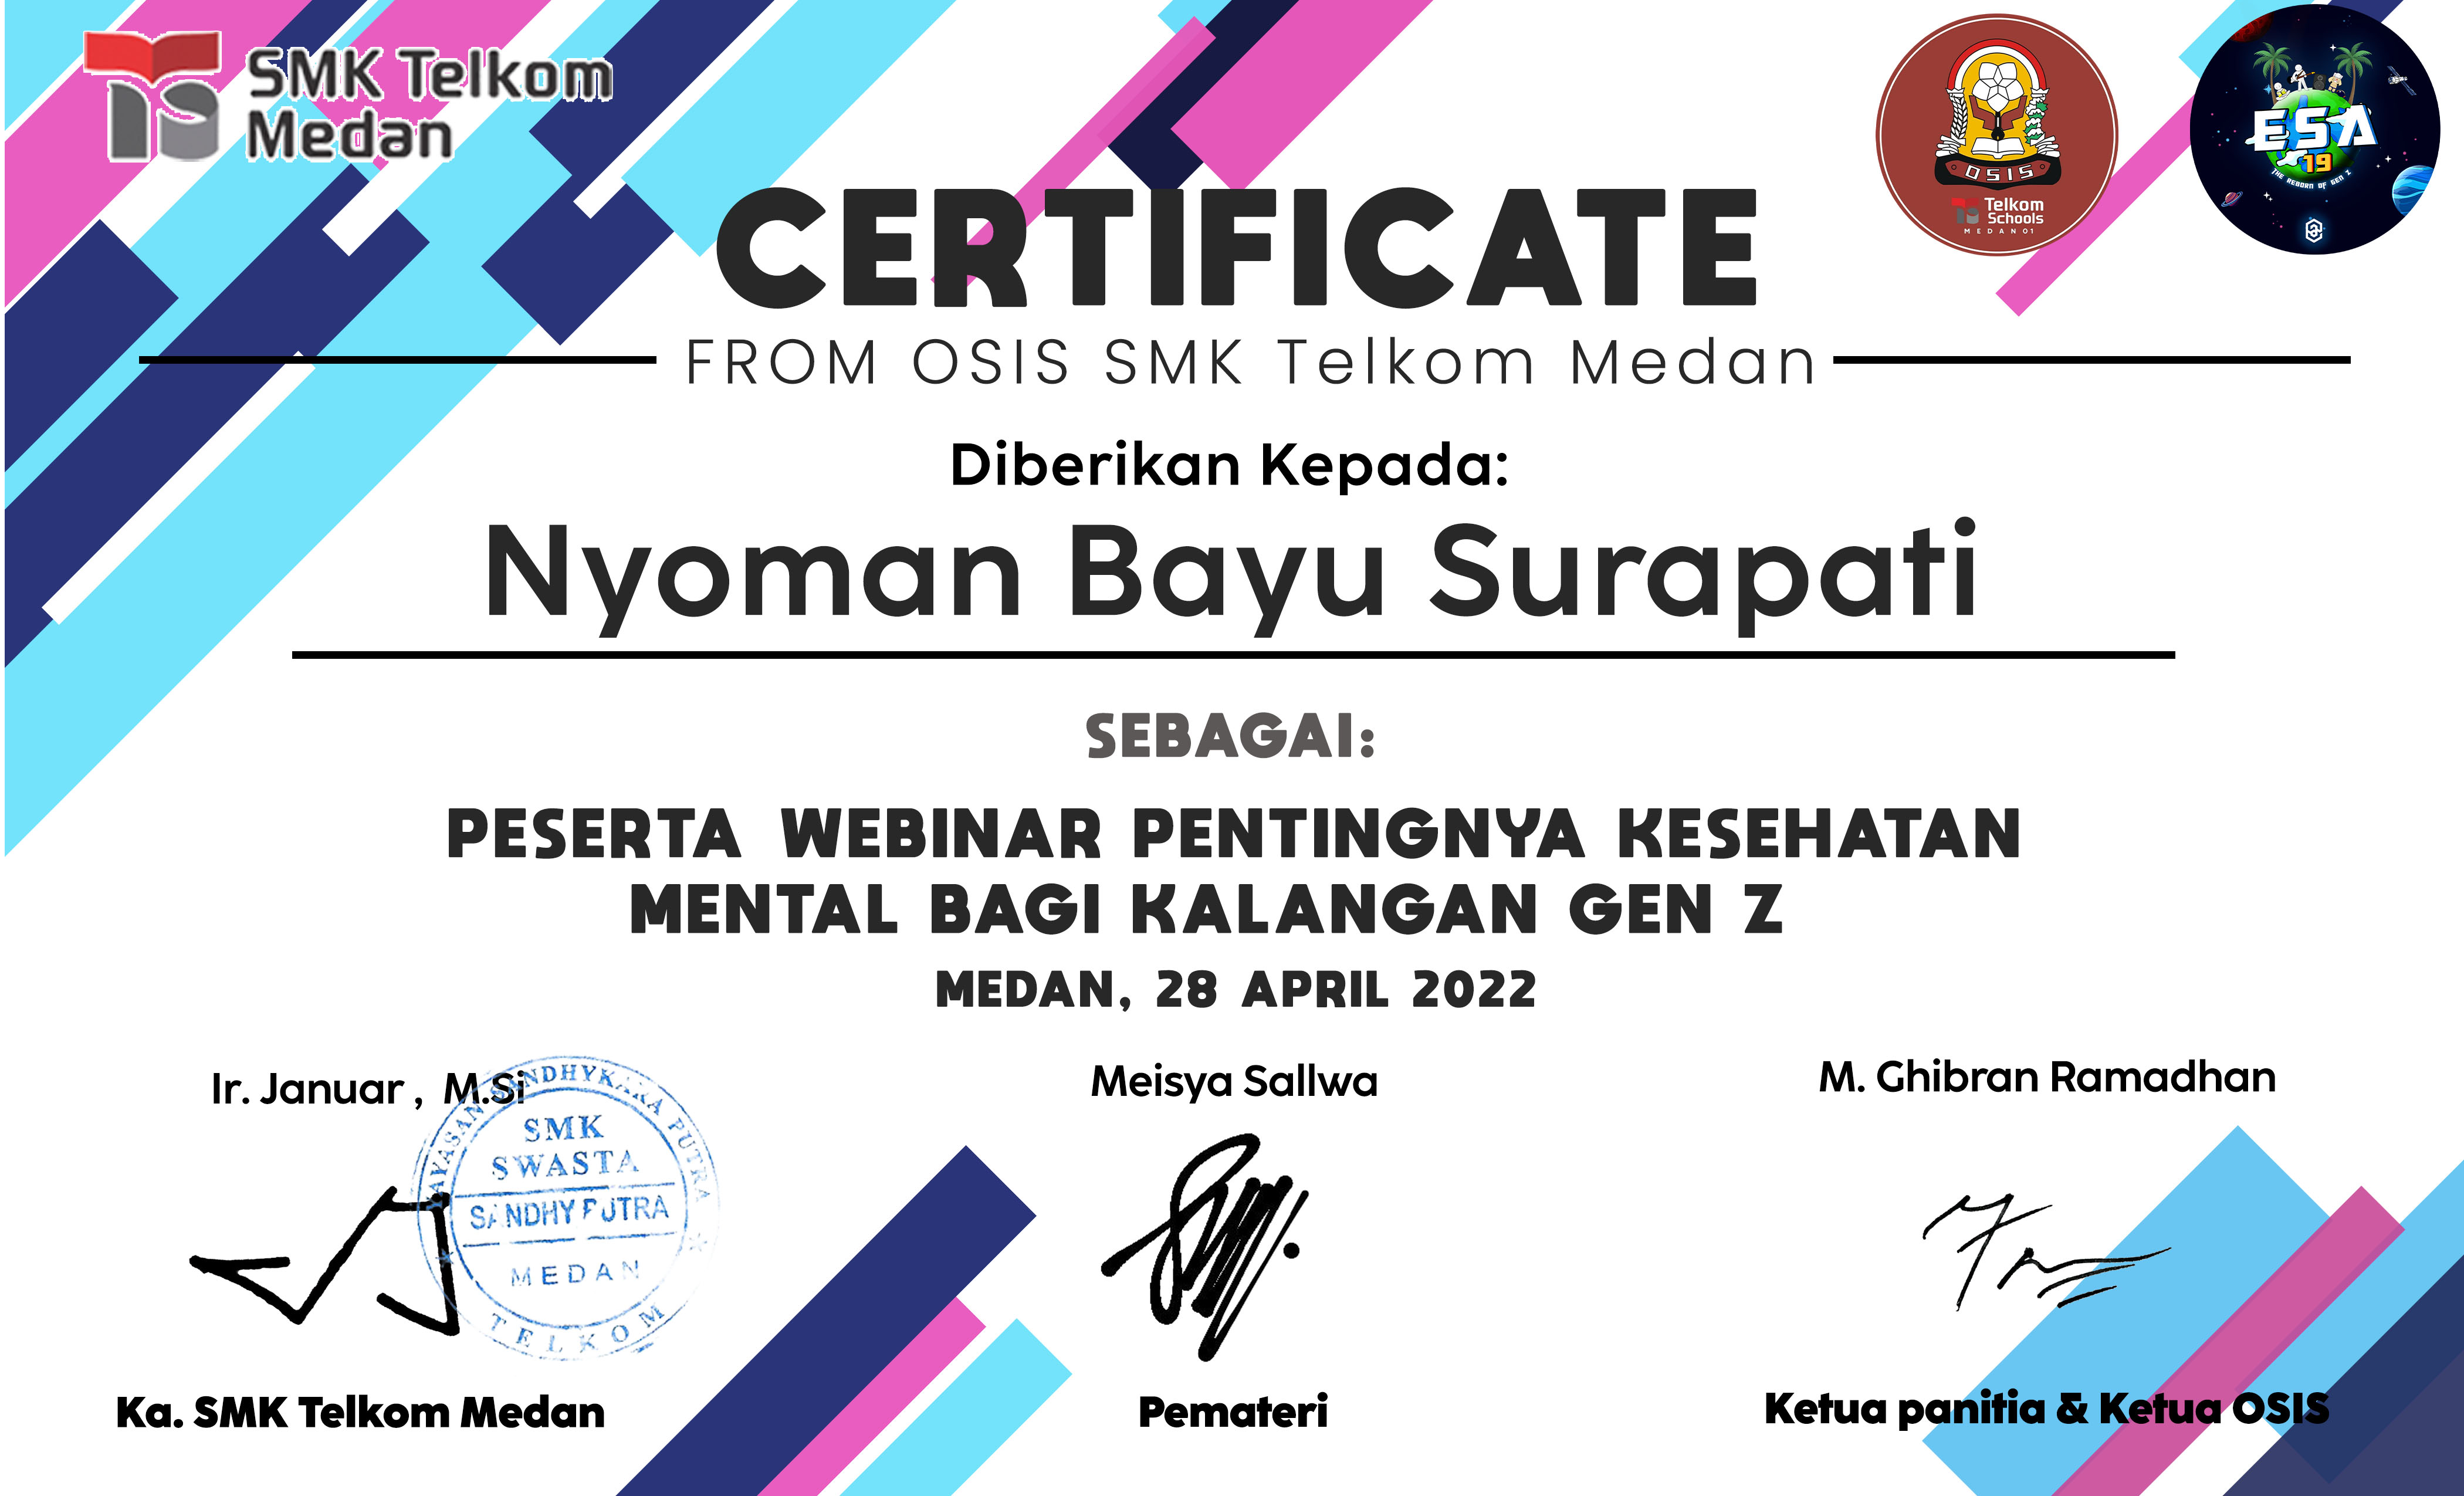 SMK Telkom
Medan
OSIS
Telkom
Schools
MEDAN 01
ESA
19
THE REBORN OF GEN Z
CERTIFICATE
FROM OSIS SMK Telkom Medan
Diberikan Kepada:
Nyoman Bayu Surapati
SEBAGAI:
PESERTA WEBINAR PENTINGNYA KESEHATAN
MENTAL BAGI KALANGAN GEN Z
MEDAN, 28 APRIL 2022
Ir. Januar , M.Si
Meisya Sallwa
M. Ghibran Ramadhan
YAYASAN SANDHYKARA PUTRA
SMK
SWASTA
SANDHY PUTRA
MEDAN
TELKOM
Ka. SMK Telkom Medan
Pemateri
Ketua panitia & Ketua OSIS